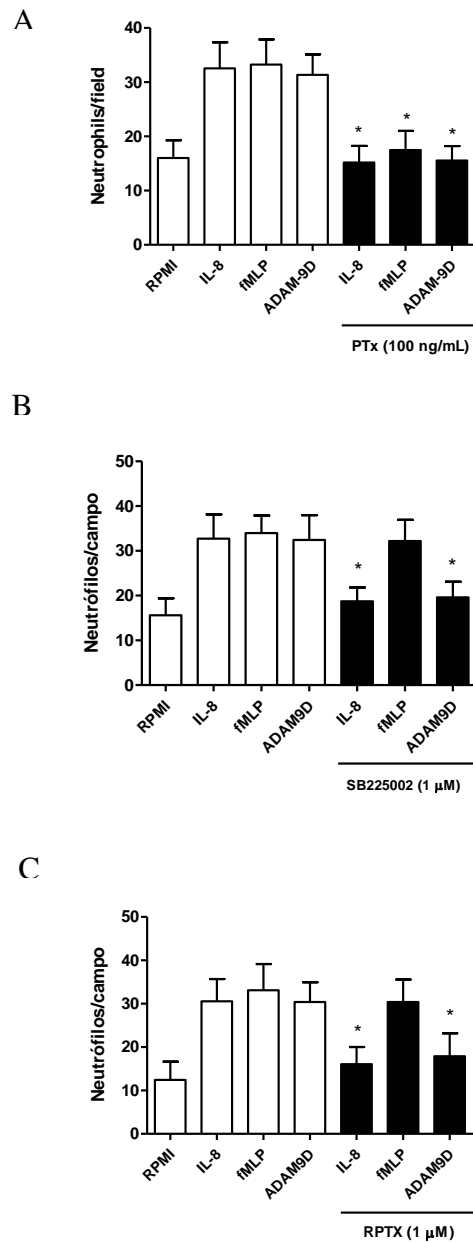 A
Neutrophils/field
40
30
20
10
0
* * *
RPMI IL-8 fMLP ADAM-9D IL-8 fMLP ADAM-9D
PTx (100 ng/mL)
B
Neutrófilos/campo
50
40
30
20
10
0
* *
RPMI IL-8 fMLP ADAM9D IL-8 fMLP ADAM9D
SB225002 (1 μM)
C
Neutrófilos/campo
50
40
30
20
10
0
* *
RPMI IL-8 fMLP ADAM9D IL-8 fMLP ADAM9D
RPTX (1 μM)